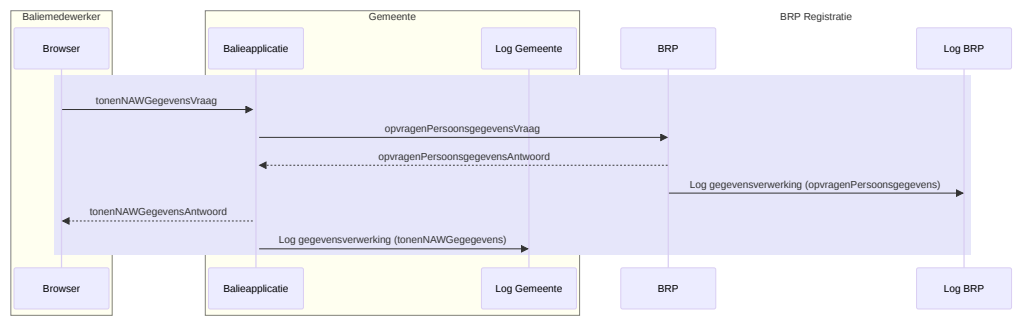 Baliemedewerker
Gemeente
BRP Registratie
Browser
Balieapplicatie
Log Gemeente
BRP
Log BRP
tonenNAWGegevensVraag
opvragenPersoonsgegevensVraag
opvragenPersoonsgegevensAntwoord
Log gegevensverwerking (opvragenPersoonsgegevens)
tonenNAWGegevensAntwoord
Log gegevensverwerking (tonenNAWGegegevens)
Browser
Balieapplicatie
Log Gemeente
BRP
Log BRP